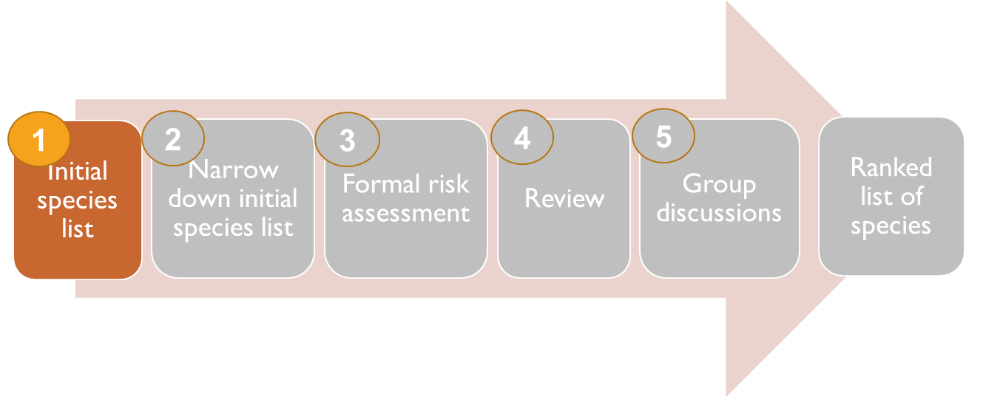 1
Initial
species
list
2
Narrow
down initial
species list
3
Formal risk
assessment
4
Review
5
Group
discussions
Ranked
list of
species